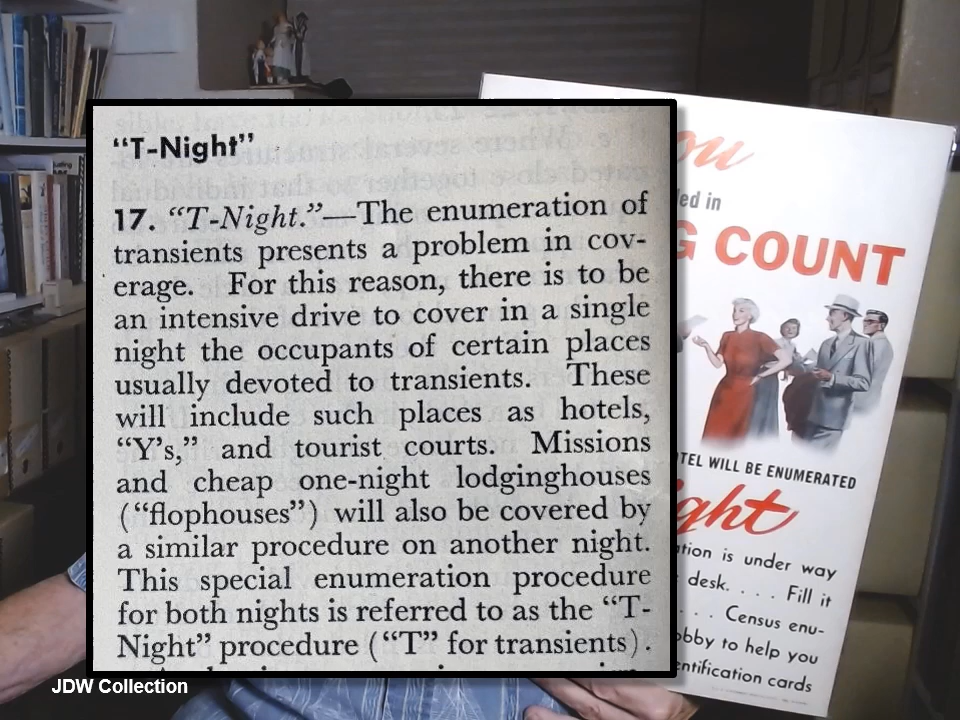 "T-Night"
17. "T-Night."—The enumeration of
transients presents a problem in cov-
erage. For this reason, there is to be
an intensive drive to cover in a single
night the occupants of certain places
usually devoted to transients. These
will include such places as hotels,
"Y's," and tourist courts. Missions
and cheap one-night lodginghouses
("flophouses") will also be covered by
a similar procedure on another night.
This special enumeration procedure
for both nights is referred to as the "T-
Night" procedure ("T" for transients).
ou
ed in
G COUNT
TEL WILL BE ENUMERATED
ght
tion is under way
desk. . . . Fill it
. . . Census enu-
obby to help you
entification cards
JDW Collection